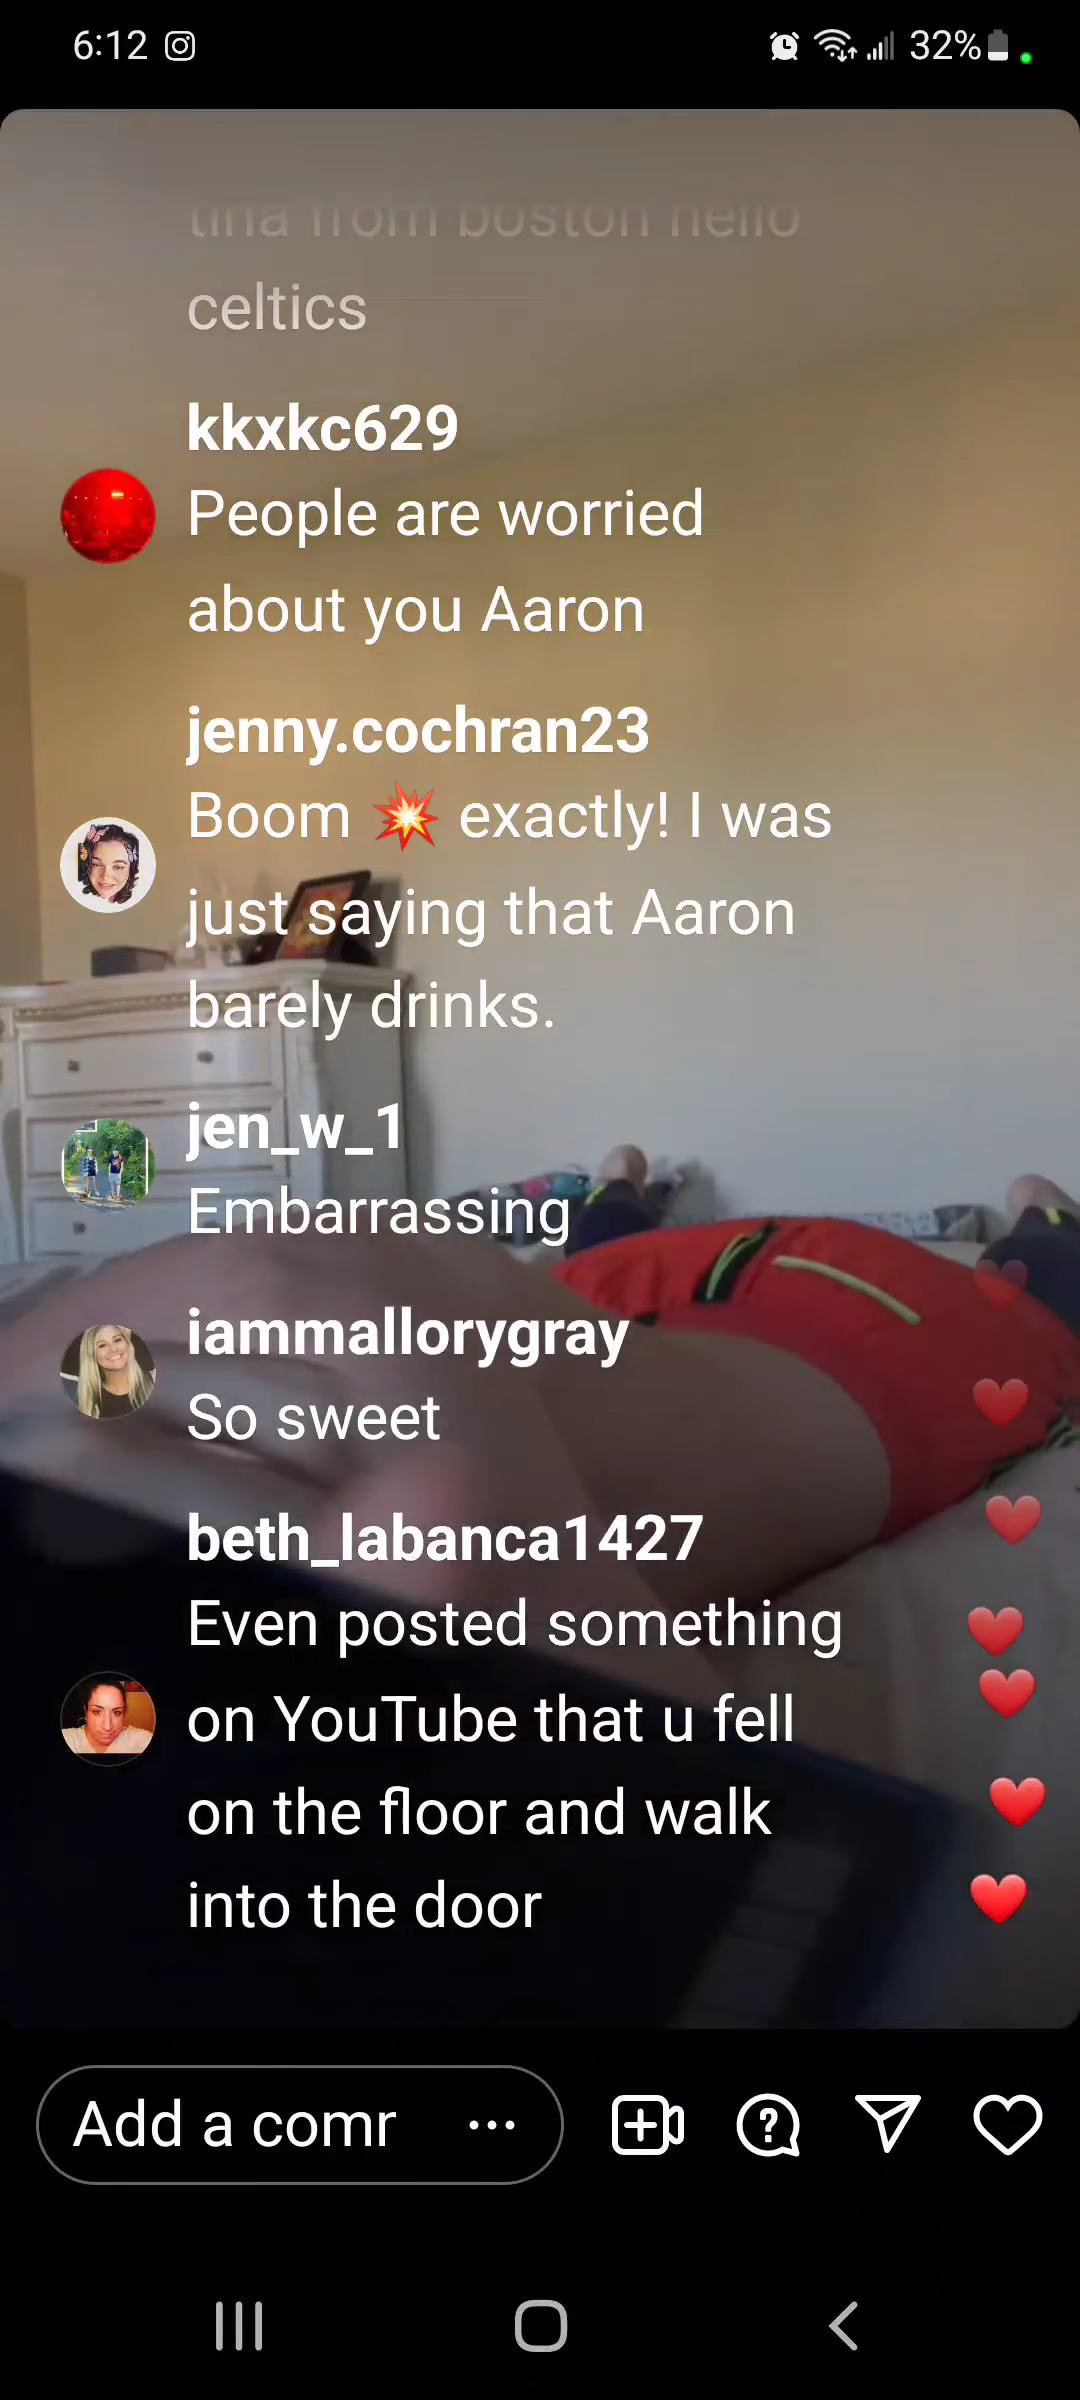 6:12
32%
tina from boston hello
celtics
kkxkc629
People are worried
about you Aaron
jenny.cochran23
Boom 💥 exactly! I was
just saying that Aaron
barely drinks.
jen_w_1
Embarrassing
iammallorygray
So sweet
beth_labanca1427
Even posted something
on YouTube that u fell
on the floor and walk
into the door
Add a comr